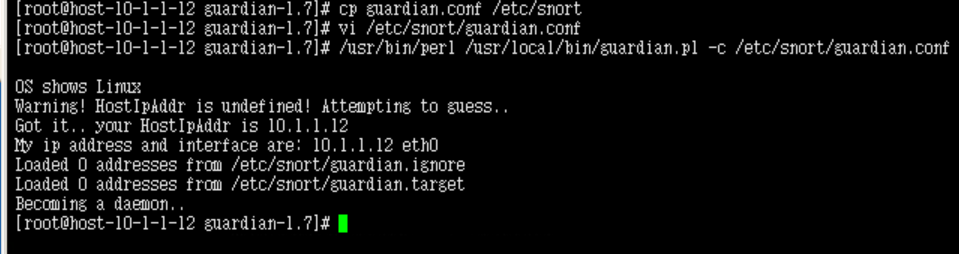 [root@host-10-1-1-12 guardian-1.7]# cp guardian.conf /etc/snort
[root@host-10-1-1-12 guardian-1.7]# vi /etc/snort/guardian.conf
[root@host-10-1-1-12 guardian-1.7]# /usr/bin/perl /usr/local/bin/guardian.pl -c /etc/snort/guardian.conf
OS shows Linux
Warning! HostIpAddr is undefined! Attempting to guess..
Got it.. your HostIpAddr is 10.1.1.12
My ip address and interface are: 10.1.1.12 eth0
Loaded 0 addresses from /etc/snort/guardian.ignore
Loaded 0 addresses from /etc/snort/guardian.target
Becoming a daemon..
[root@host-10-1-1-12 guardian-1.7]#